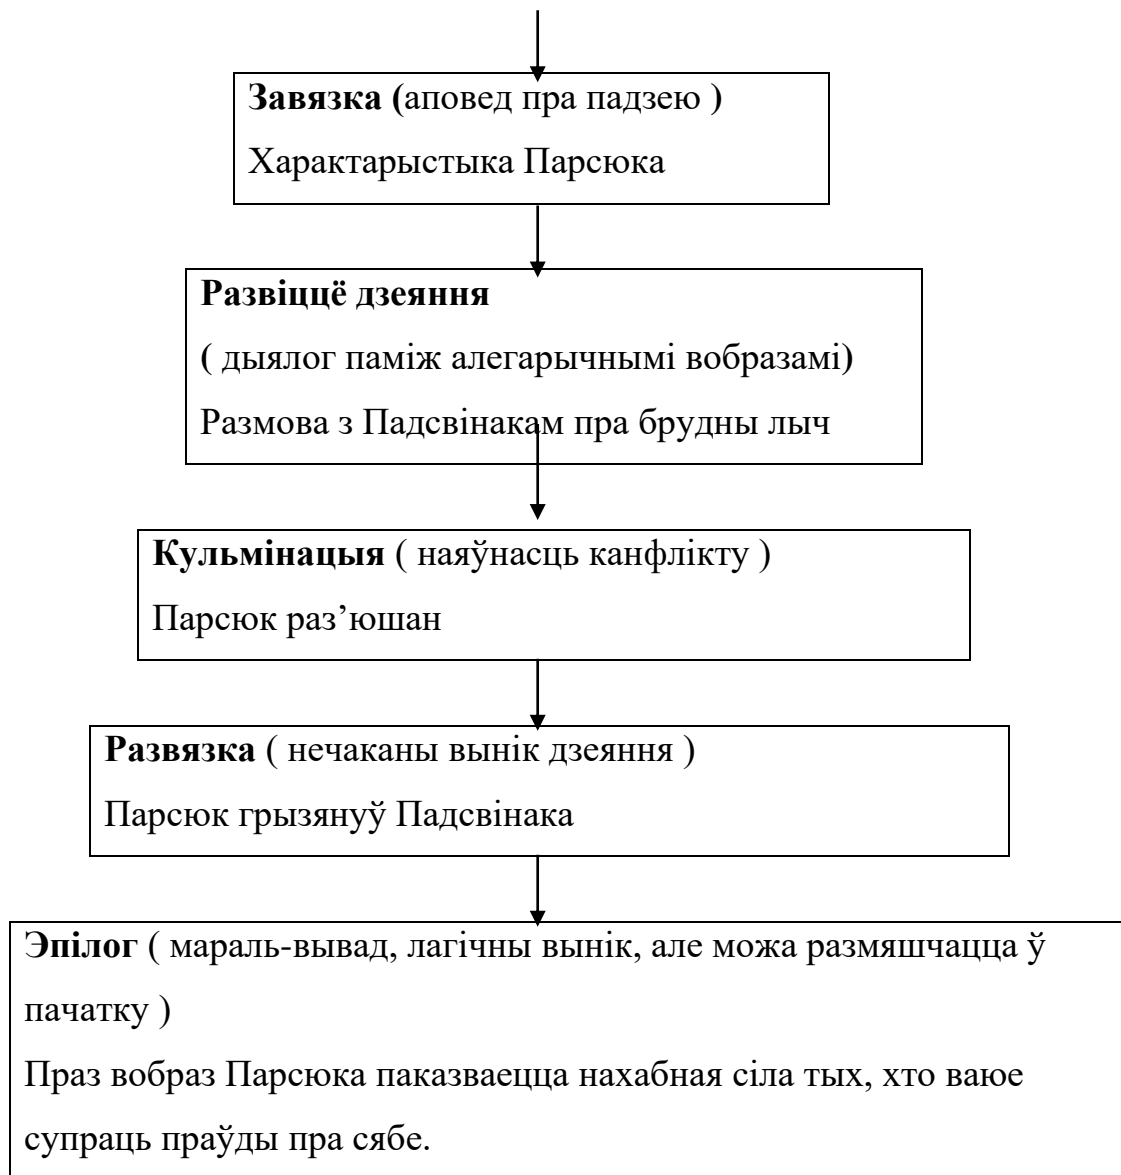 Завязка (аповед пра падзею )
Характарыстыка Парсюка
Развіццё дзеяння
( дыялог паміж алегарычнымі вобразамі)
Размова з Падсвінакам пра брудны лыч
Кульмінацыя ( наяўнасць канфлікту )
Парсюк раз’юшан
Развязка ( нечаканы вынік дзеяння )
Парсюк грызянуў Падсвінака
Эпілог ( мараль-вывад, лагічны вынік, але можа размяшчацца ў
пачатку )
Праз вобраз Парсюка паказваецца нахабная сіла тых, хто ваюе
супраць праўды пра сябе.